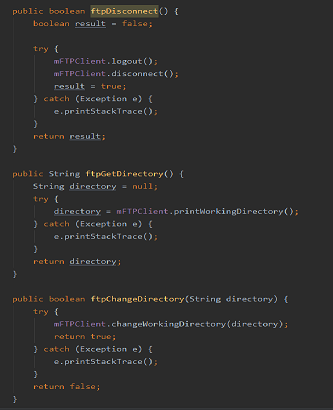 public boolean ftpDisconnect() {
boolean result = false;
try {
mFTPClient.logout();
mFTPClient.disconnect();
result = true;
} catch (Exception e) {
e.printStackTrace();
}
return result;
}
public String ftpGetDirectory() {
String directory = null;
try {
directory = mFTPClient.printWorkingDirectory();
} catch (Exception e) {
e.printStackTrace();
}
return directory;
}
public boolean ftpChangeDirectory(String directory) {
try {
mFTPClient.changeWorkingDirectory(directory);
return true;
} catch (Exception e) {
e.printStackTrace();
}
return false;
}